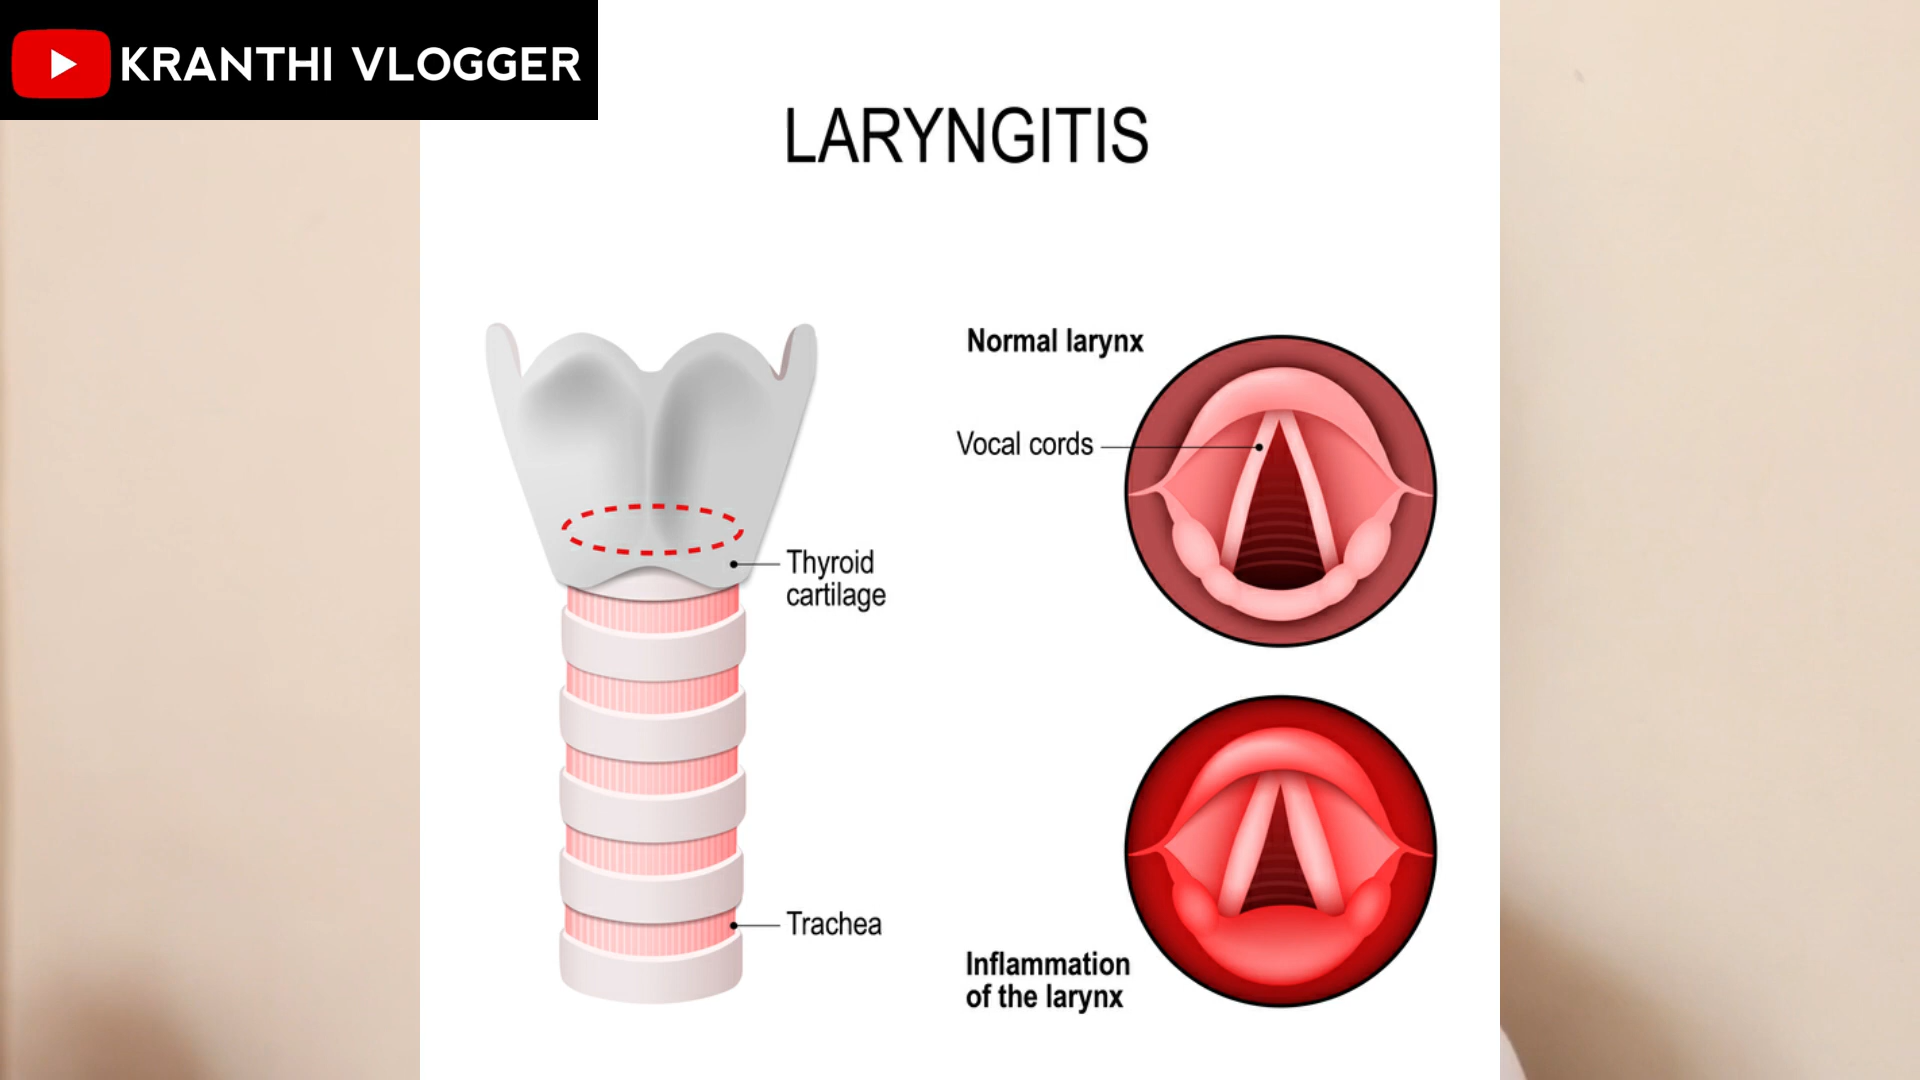 KRANTHI VLOGGER
LARYNGITIS
Normal larynx
Vocal cords
Thyroid
cartilage
Trachea
Inflammation
of the larynx